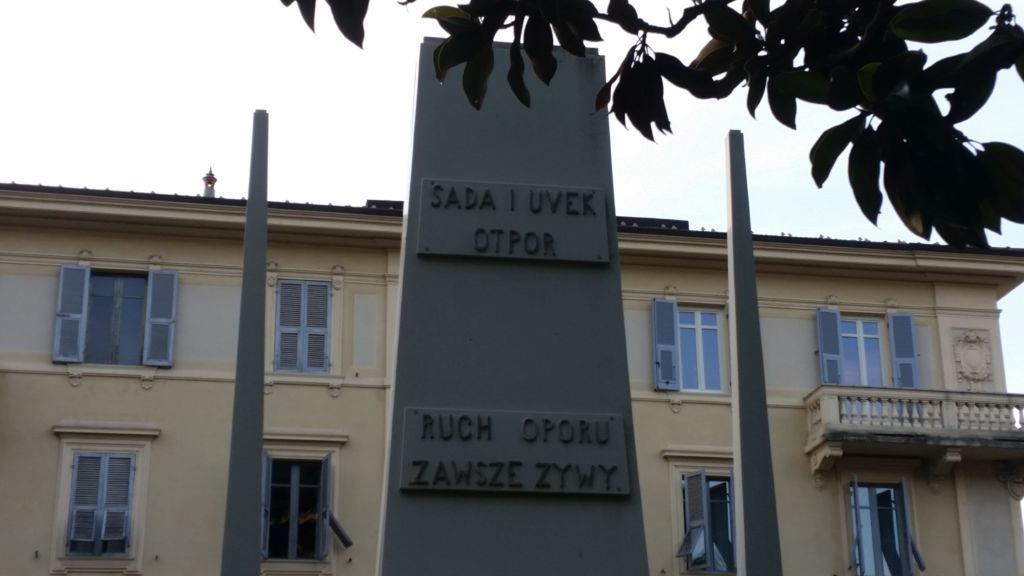 "SADA I UVEK
OTPOR
"RUCH OPORU"
ZAWSZE ZYWY.